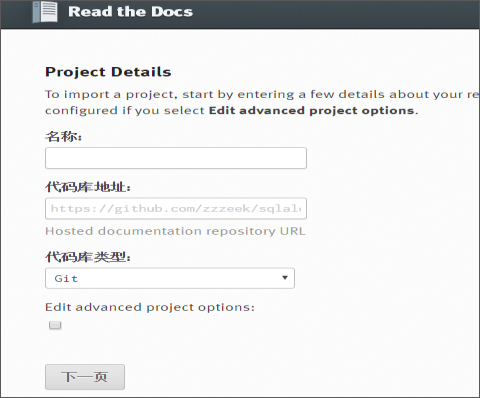 Read the Docs
Project Details
To import a project, start by entering a few details about your re
configured if you select Edit advanced project options.
名称:
代码库地址:
https://github.com/zzzeek/sqlal
Hosted documentation repository URL
代码库类型:
Git
Edit advanced project options:
下一页